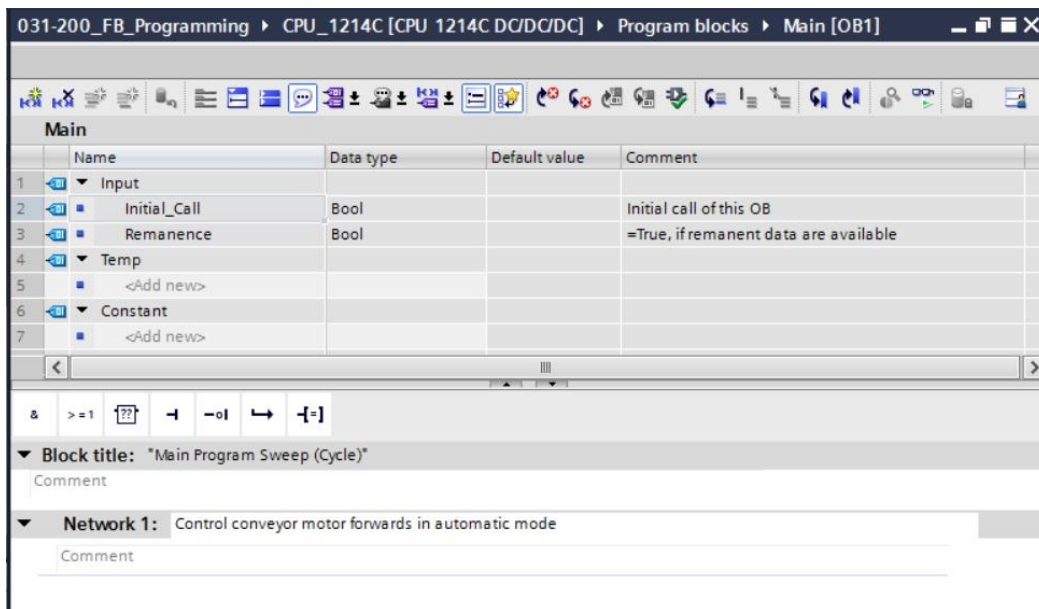 031-200_FB_Programming ▸ CPU_1214C [CPU 1214C DC/DC/DC] ▸ Program blocks ▸ Main [OB1]
Main
Name Data type Default value Comment
1 Input
2 Initial_Call Bool Initial call of this OB
3 Remanence Bool =True, if remanent data are available
4 Temp
5 <Add new>
6 Constant
7 <Add new>
& >=1 ??
Block title: "Main Program Sweep (Cycle)"
Comment
Network 1: Control conveyor motor forwards in automatic mode
Comment